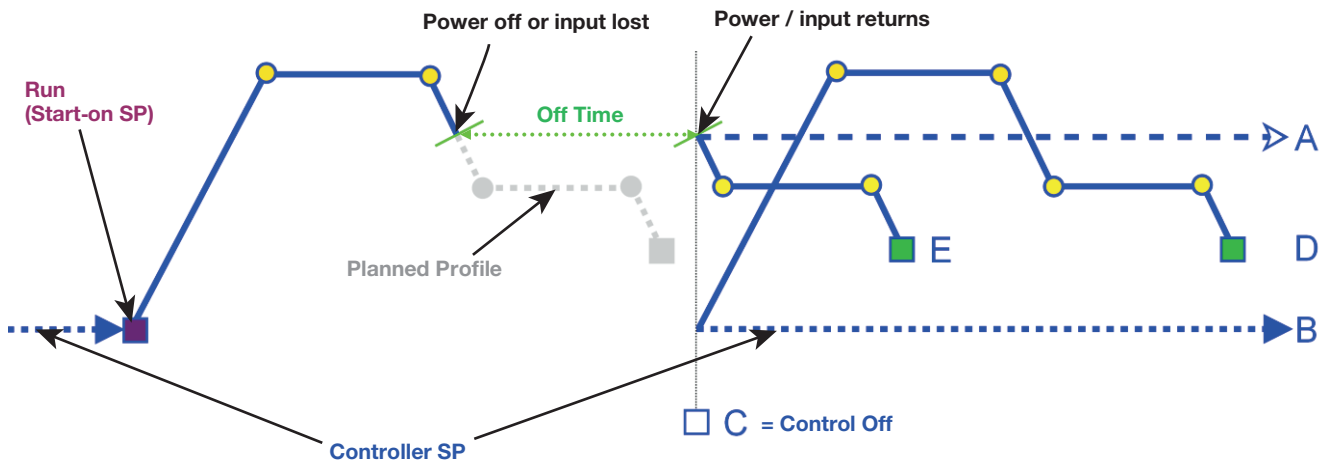 Power off or input lost
Power / input returns
Run
(Start-on SP)
Off Time
A
Planned Profile
E
D
B
C = Control Off
Controller SP